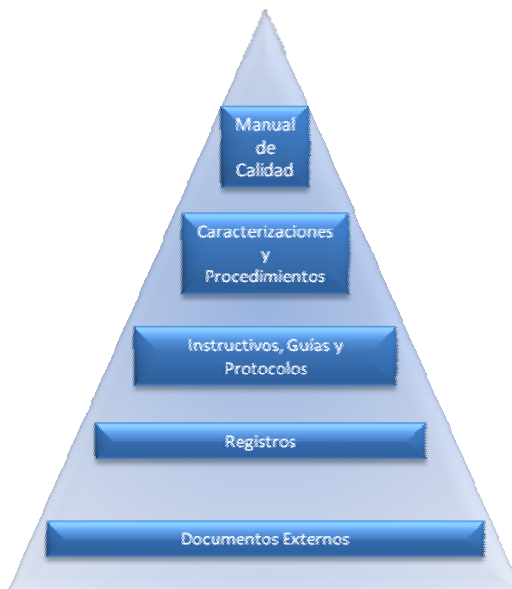 Manual
de
Calidad
Caracterizaciones
y
Procedimientos
Instructivos, Guías y
Protocolos
Registros
Documentos Externos